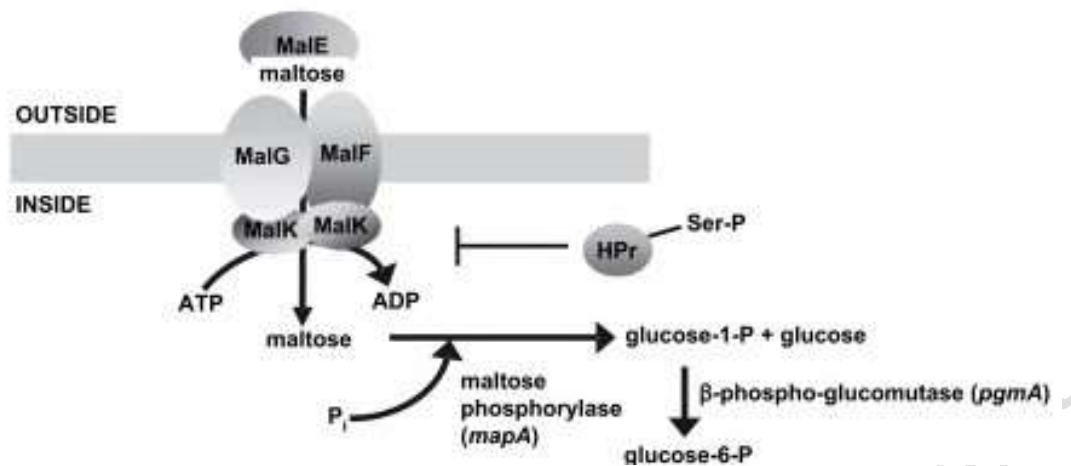 MalE
maltose
OUTSIDE
MalG
MalF
INSIDE
MalK
MalK
Ser-P
HPr
ATP
ADP
maltose
glucose-1-P + glucose
maltose
phosphorylase
(mapA)
Pi
β-phospho-glucomutase (pgmA)
glucose-6-P